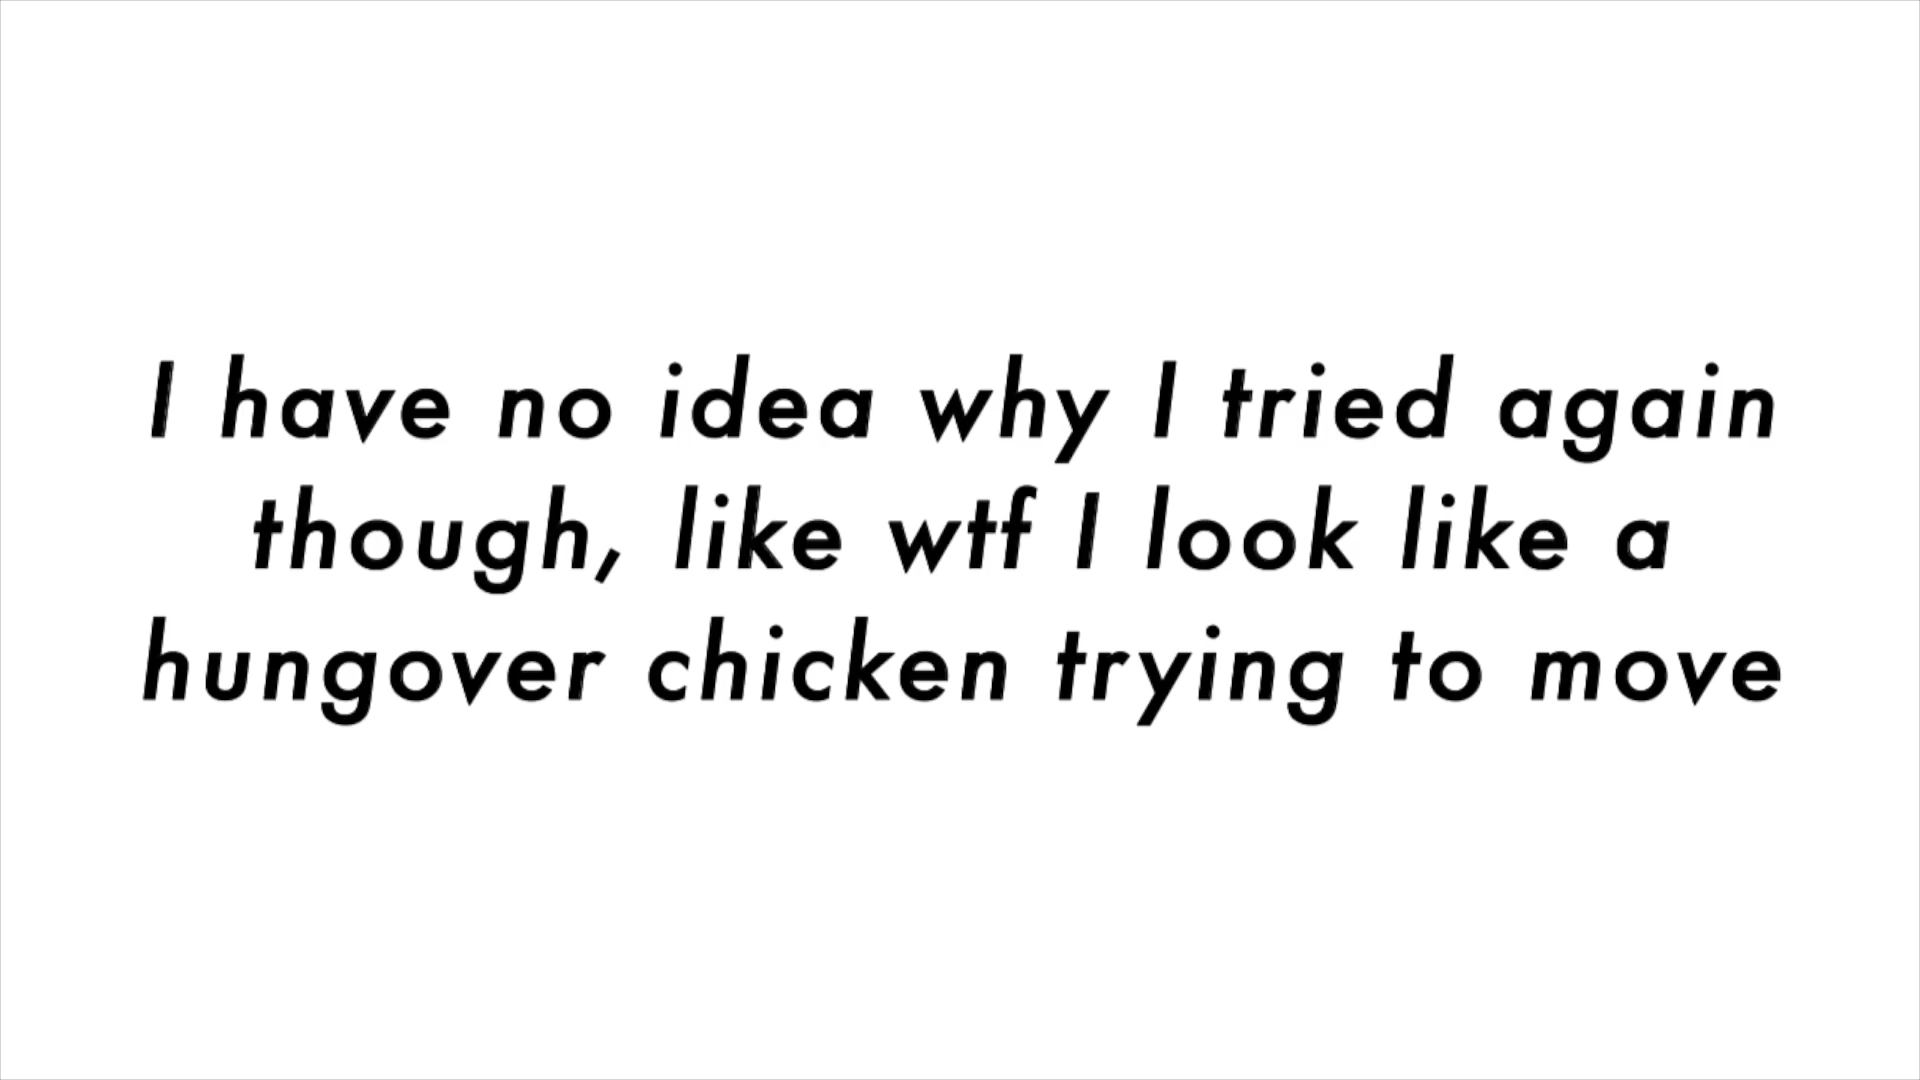 I have no idea why I tried again
though, like wtf I look like a
hungover chicken trying to move